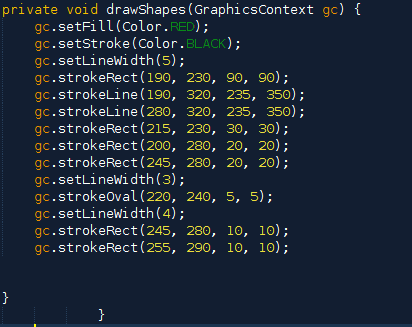 private void drawShapes(GraphicsContext gc) {
gc.setFill(Color.RED);
gc.setStroke(Color.BLACK);
gc.setLineWidth(5);
gc.strokeRect(190, 230, 90, 90);
gc.strokeLine(190, 320, 235, 350);
gc.strokeLine(280, 320, 235, 350);
gc.strokeRect(215, 230, 30, 30);
gc.strokeRect(200, 280, 20, 20);
gc.strokeRect(245, 280, 20, 20);
gc.setLineWidth(3);
gc.strokeOval(220, 240, 5, 5);
gc.setLineWidth(4);
gc.strokeRect(245, 280, 10, 10);
gc.strokeRect(255, 290, 10, 10);
}
}